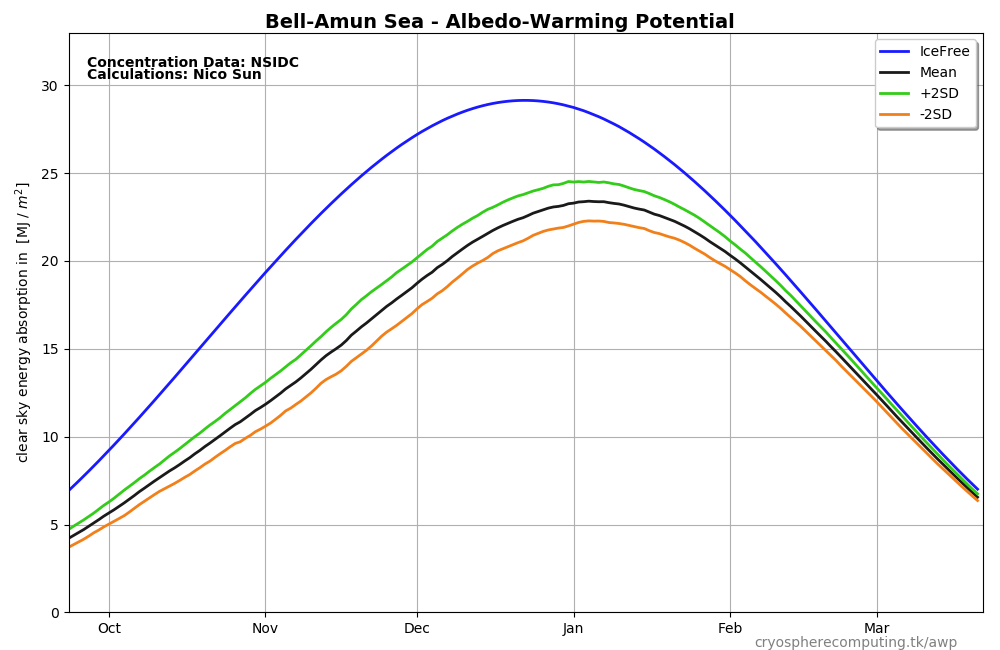 Bell-Amun Sea - Albedo-Warming Potential
Concentration Data: NSIDC
Calculations: Nico Sun
IceFree
Mean
+2SD
-2SD
clear sky energy absorption in [MJ / m²]
30
25
20
15
10
5
0
Oct Nov Dec Jan Feb Mar
cryospherecomputing.tk/awp